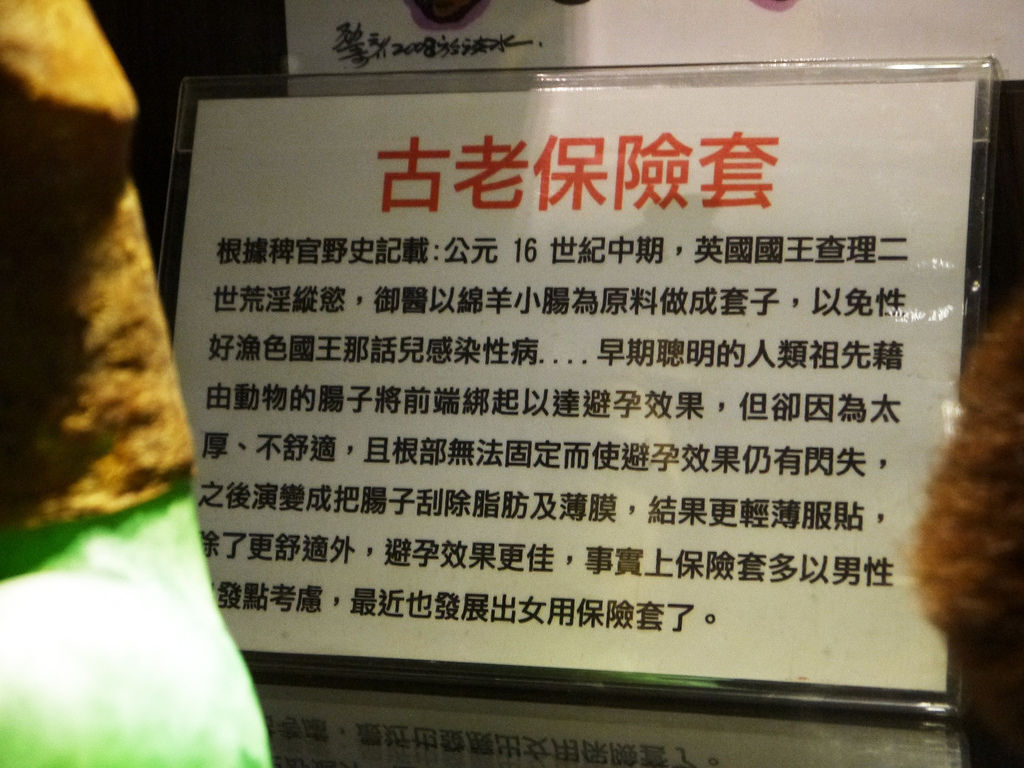 古老保險套
根據稗官野史記載:公元 16 世紀中期，英國國王查理二
世荒淫縱慾，御醫以綿羊小腸為原料做成套子，以免性
好漁色國王那話兒感染性病....早期聰明的人類祖先藉
由動物的腸子將前端綁起以達避孕效果，但卻因為太
厚、不舒適，且根部無法固定而使避孕效果仍有閃失，
之後演變成把腸子刮除脂肪及薄膜，結果更輕薄服貼，
除了更舒適外，避孕效果更佳，事實上保險套多以男性
發點考慮，最近也發展出女用保險套了。